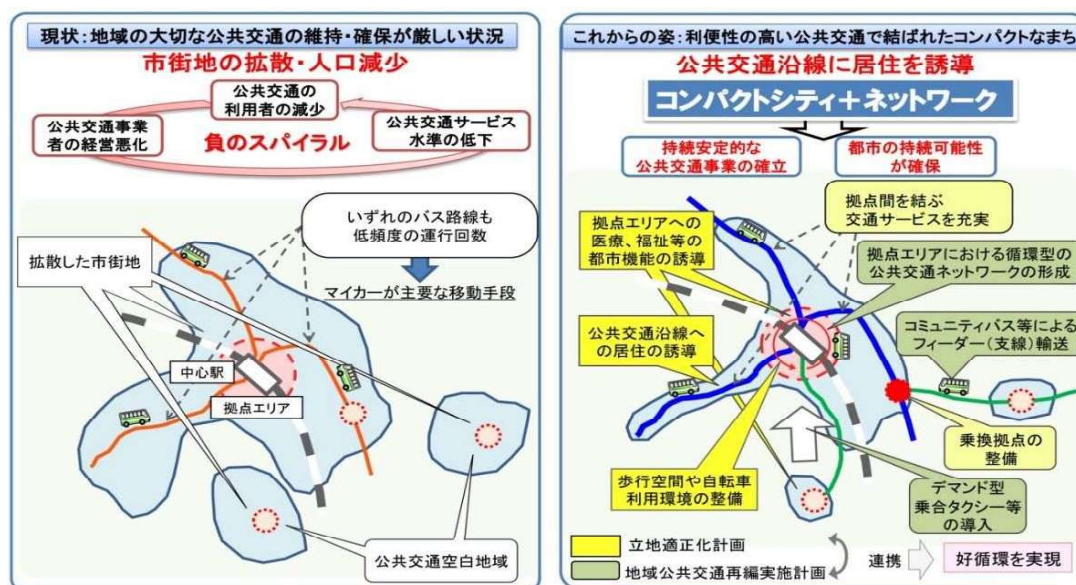 現状：地域の大切な公共交通の維持・確保が厳しい状況
市街地の拡散・人口減少
公共交通の
利用者の減少
公共交通事業
者の経営悪化
負のスパイラル
公共交通サービス
水準の低下
いずれのバス路線も
低頻度の運行回数
拡散した市街地
マイカーが主要な移動手段
中心駅
拠点エリア
公共交通空白地域
これからの姿：利便性の高い公共交通で結ばれたコンパクトなまち
公共交通沿線に居住を誘導
コンパクトシティ＋ネットワーク
持続安定的な
公共交通事業の確立
都市の持続可能性
が確保
拠点エリアへの
医療、福祉等の
都市機能の誘導
拠点間を結ぶ
交通サービスを充実
拠点エリアにおける循環型の
公共交通ネットワークの形成
公共交通沿線へ
の居住の誘導
コミュニティバス等による
フィーダー（支線）輸送
歩行空間や自転車
利用環境の整備
乗換拠点の
整備
デマンド型
乗合タクシー等
の導入
立地適正化計画
地域公共交通再編実施計画
連携
好循環を実現